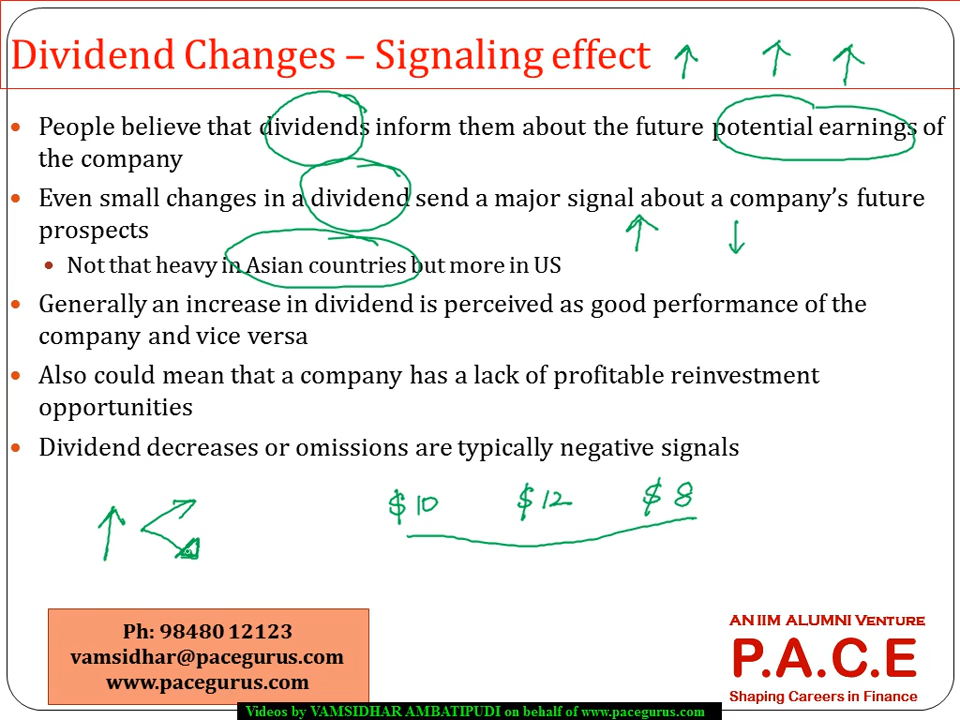 Dividend Changes – Signaling effect
People believe that dividends inform them about the future potential earnings of
the company
Even small changes in a dividend send a major signal about a company's future
prospects
Not that heavy in Asian countries but more in US
Generally an increase in dividend is perceived as good performance of the
company and vice versa
Also could mean that a company has a lack of profitable reinvestment
opportunities
Dividend decreases or omissions are typically negative signals
$10 $12 $8
Ph: 98480 12123
vamsidhar@pacegurus.com
www.pacegurus.com
AN IIM ALUMNI VENTURE
P.A.C.E
Shaping Careers in Finance
Videos by VAMSIDHAR AMBATIPUDI on behalf of www.pacegurus.com